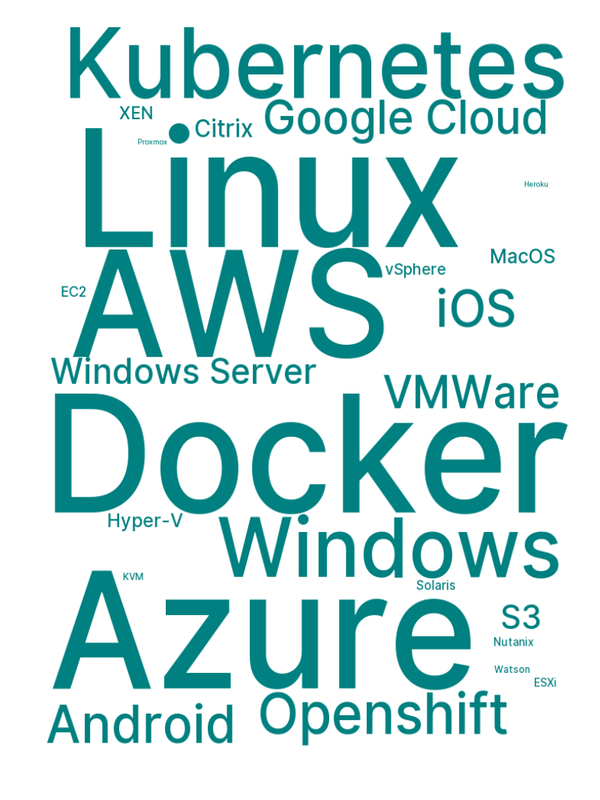 Kubernetes
XEN
Google Cloud
Citrix
Proxmox
Linux
Heroku
AWS
vSphere
MacOS
EC2
iOS
Windows Server
VMWare
Docker
Hyper-V
Windows
KVM
Solaris
Azure
S3
Nutanix
Watson
ESXi
Android
Openshift